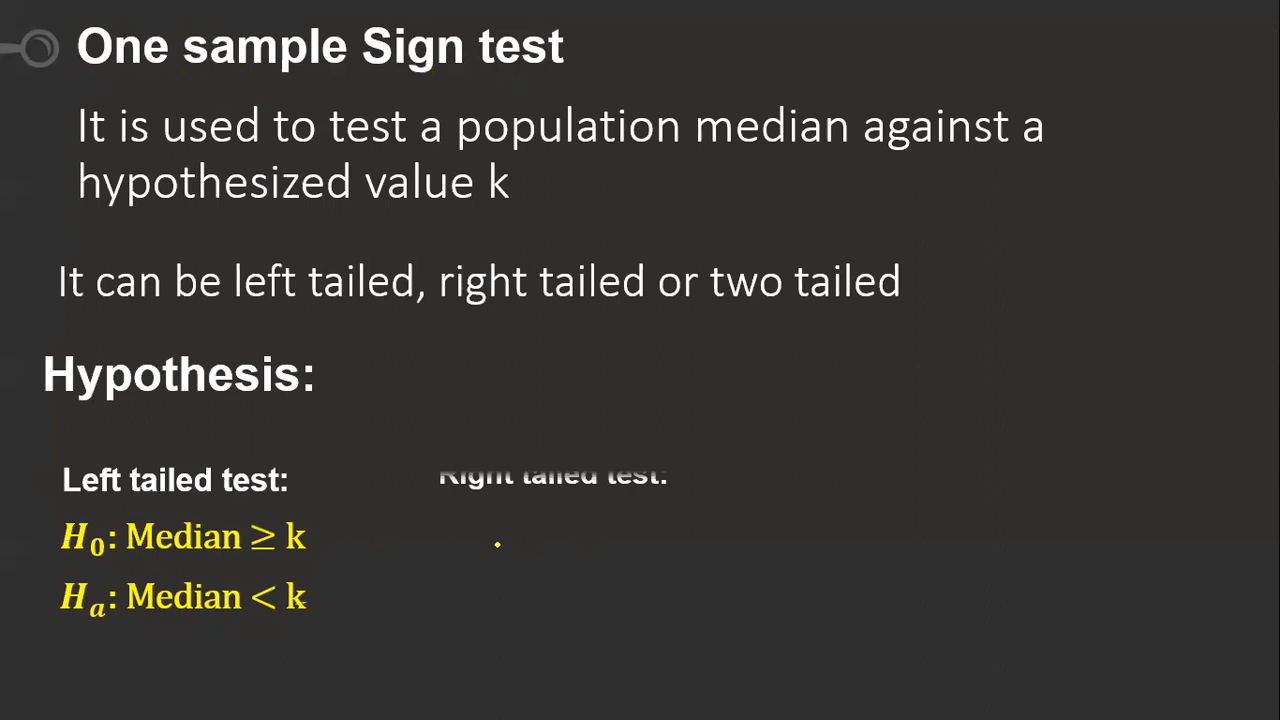 One sample Sign test
It is used to test a population median against a
hypothesized value k
It can be left tailed, right tailed or two tailed
Hypothesis:
Left tailed test:
Right tailed test:
H₀: Median ≥ k
Hₐ: Median < k